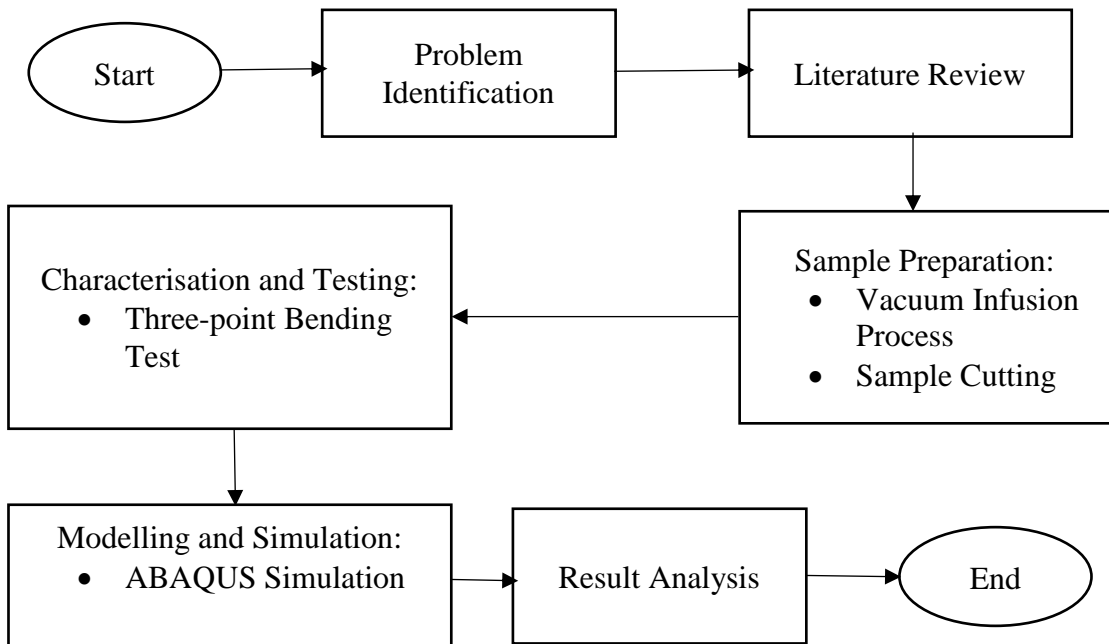 Start
Problem
Identification
Literature Review
Sample Preparation:
• Vacuum Infusion
Process
• Sample Cutting
Characterisation and Testing:
• Three-point Bending
Test
Modelling and Simulation:
• ABAQUS Simulation
Result Analysis
End